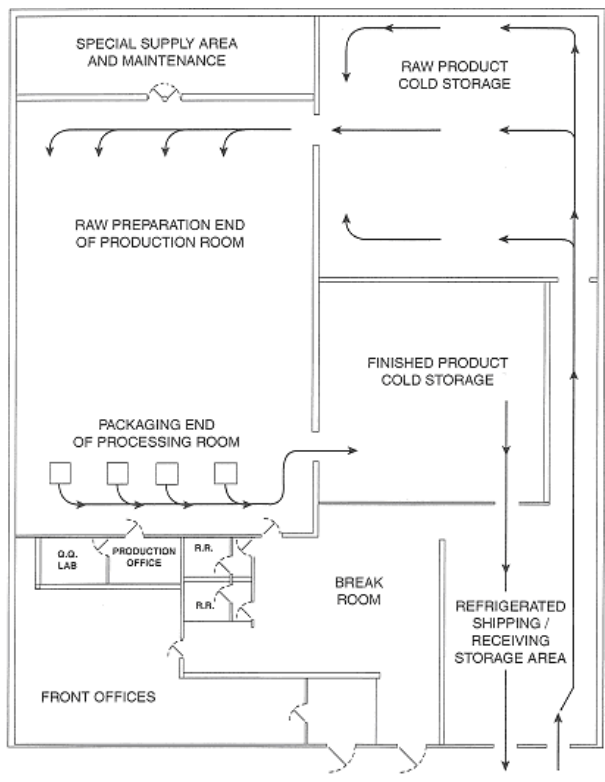 SPECIAL SUPPLY AREA
AND MAINTENANCE
RAW PRODUCT
COLD STORAGE
RAW PREPARATION END
OF PRODUCTION ROOM
FINISHED PRODUCT
COLD STORAGE
PACKAGING END
OF PROCESSING ROOM
Q.Q.
LAB
PRODUCTION
OFFICE
R.R.
R.R.
BREAK
ROOM
REFRIGERATED
SHIPPING /
RECEIVING
STORAGE AREA
FRONT OFFICES